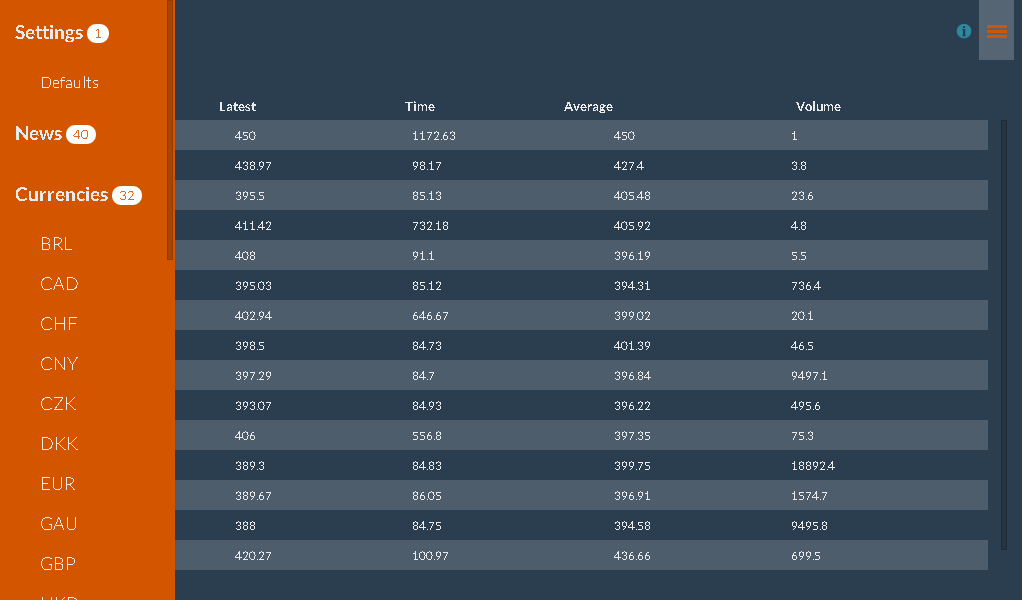 Settings 1
Defaults
News 40
Currencies 32
BRL
CAD
CHF
CNY
CZK
DKK
EUR
GAU
GBP
HKD
Latest Time Average Volume
450 1172.63 450 1
438.97 98.17 427.4 3.8
395.5 85.13 405.48 23.6
411.42 732.18 405.92 4.8
408 91.1 396.19 5.5
395.03 85.12 394.31 736.4
402.94 646.67 399.02 20.1
398.5 84.73 401.39 46.5
397.29 84.7 396.84 9497.1
393.07 84.93 396.22 495.6
406 556.8 397.35 75.3
389.3 84.83 399.75 18892.4
389.67 86.05 396.91 1574.7
388 84.75 394.58 9495.8
420.27 100.97 436.66 699.5